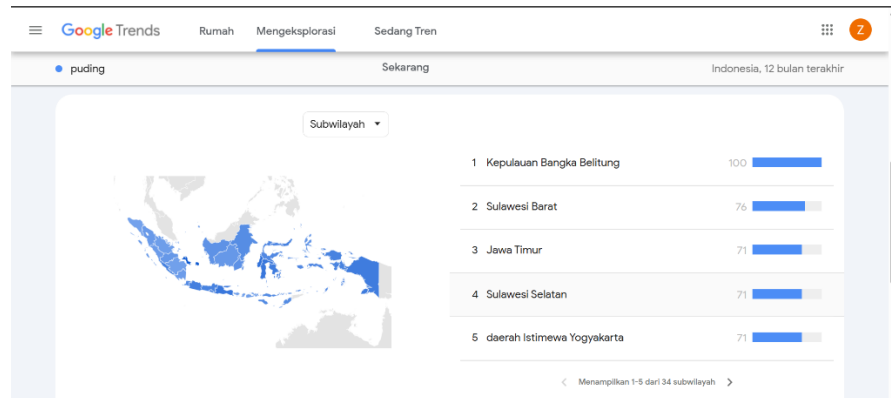 Google Trends Rumah Mengeksplorasi Sedang Tren Z
puding Sekarang Indonesia, 12 bulan terakhir
Subwilayah
1 Kepulauan Bangka Belitung 100
2 Sulawesi Barat 76
3 Jawa Timur 71
4 Sulawesi Selatan 71
5 daerah Istimewa Yogyakarta 71
Menampilkan 1-5 dari 34 subwilayah